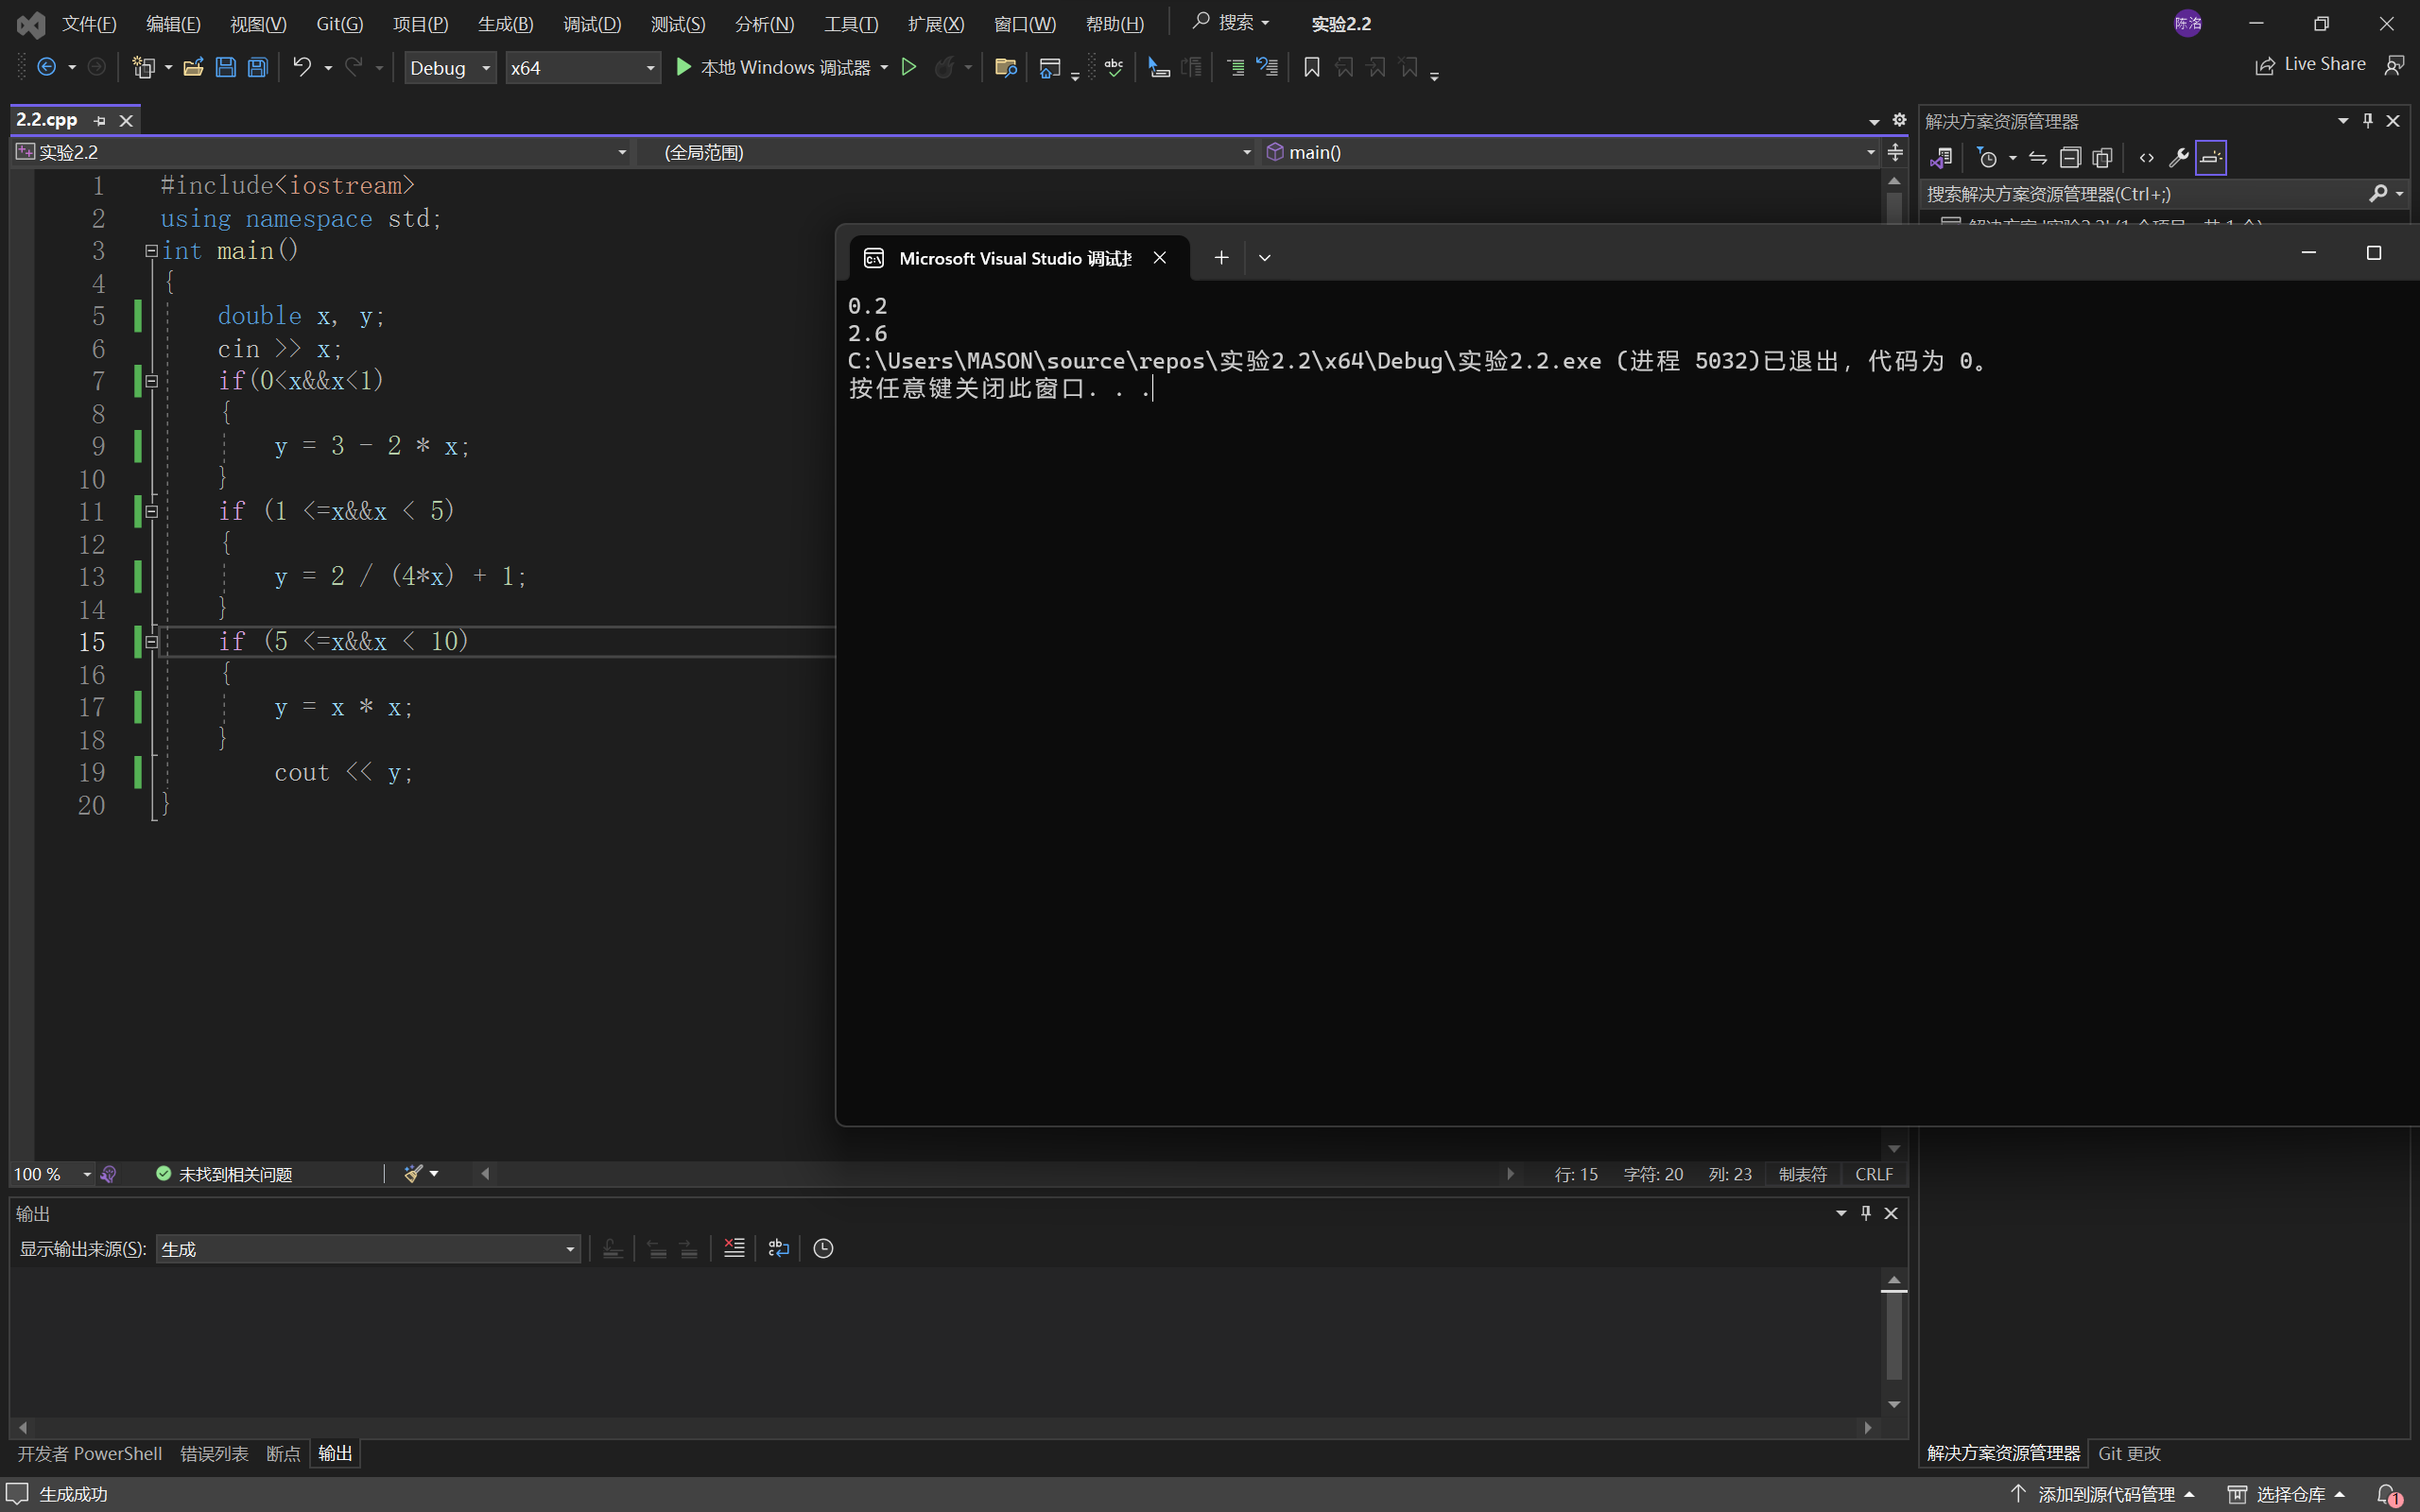 文件(F) 编辑(E) 视图(V) Git(G) 项目(P) 生成(B) 调试(D) 测试(S) 分析(N) 工具(T) 扩展(X) 窗口(W) 帮助(H) 搜索 实验2.2 陈洛
Debug x64 本地 Windows 调试器 Live Share
2.2.cpp
实验2.2 (全局范围) main()
1 #include<iostream>
2 using namespace std;
3 int main()
4 {
5 double x, y;
6 cin >> x;
7 if(0<x&&x<1)
8 {
9 y = 3 - 2 * x;
10 }
11 if (1 <=x&&x < 5)
12 {
13 y = 2 / (4*x) + 1;
14 }
15 if (5 <=x&&x < 10)
16 {
17 y = x * x;
18 }
19 cout << y;
20 }
Microsoft Visual Studio 调试
0.2
2.6
C:\Users\MASON\source\repos\实验2.2\x64\Debug\实验2.2.exe (进程 5032)已退出，代码为 0。
按任意键关闭此窗口. . .
解决方案资源管理器
搜索解决方案资源管理器(Ctrl+;)
100 % 未找到相关问题 行: 15 字符: 20 列: 23 制表符 CRLF
输出
显示输出来源(S): 生成
开发者 PowerShell 错误列表 断点 输出
解决方案资源管理器 Git 更改
生成成功 添加到源代码管理 选择仓库 1